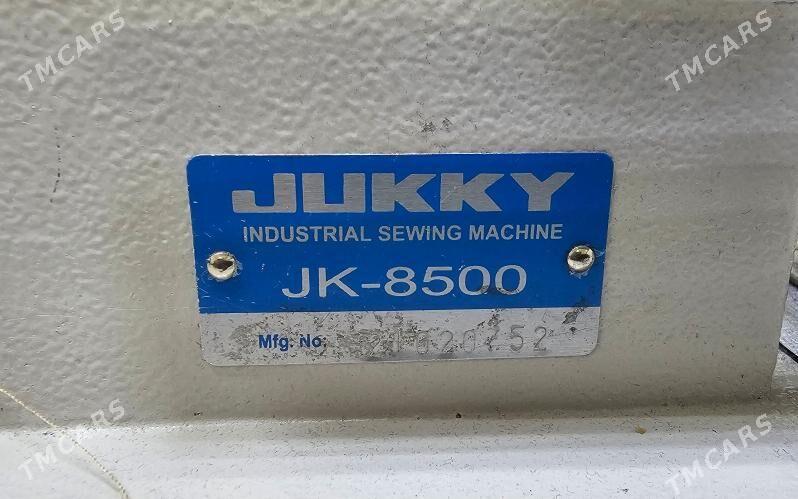 TMCARS
TMCARS
JUKKY
INDUSTRIAL SEWING MACHINE
JK-8500
Mfg. No:
TMCARS
TMCARS